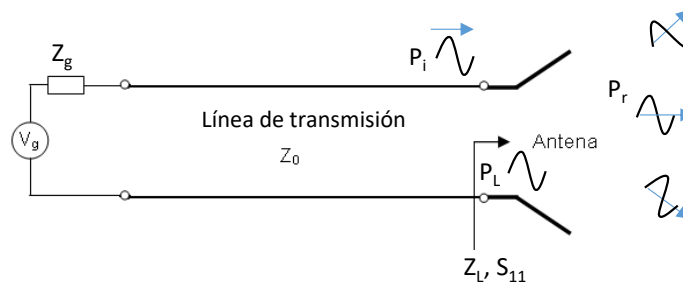 Z_g
P_i
P_r
V_g
Línea de transmisión
Z_0
Antena
P_L
Z_L, S_11